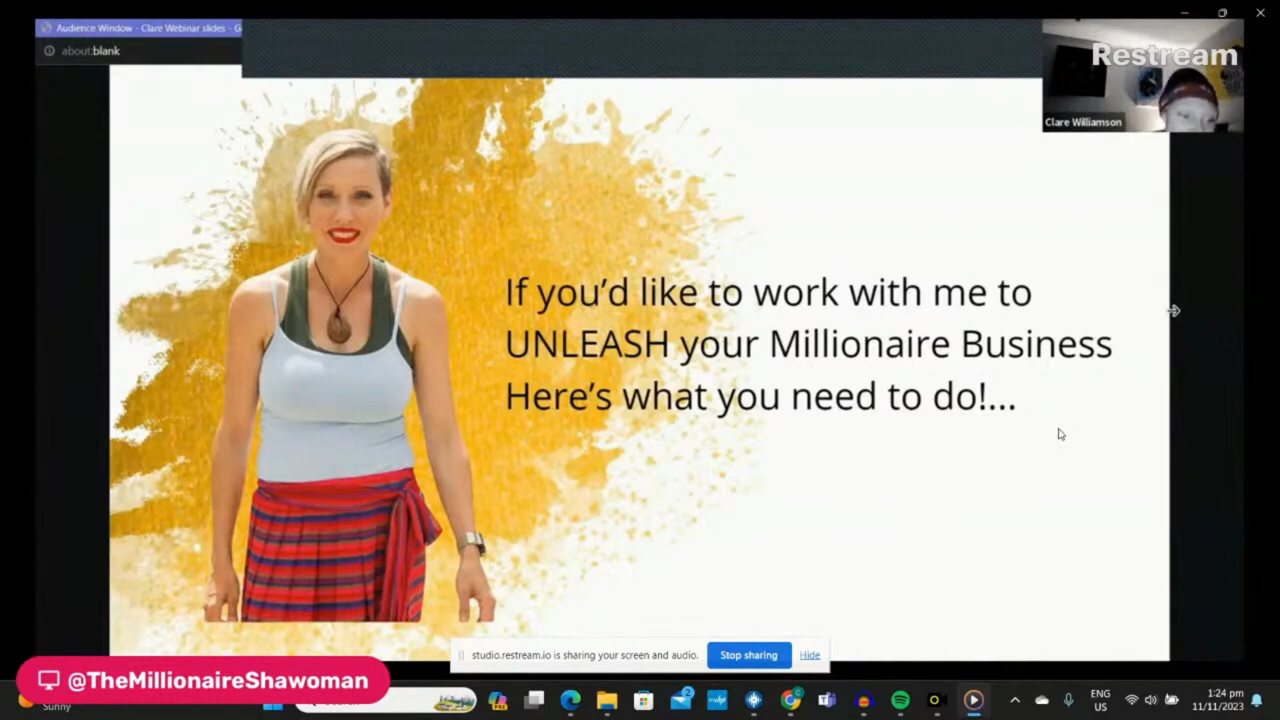 Audience Window - Clare Webinar slides - G
about:blank
Restream
Clare Williamson
If you'd like to work with me to
UNLEASH your Millionaire Business
Here's what you need to do!...
studio.restream.io is sharing your screen and audio.
Stop sharing
Hide
@TheMillionaireShawoman
Sunny
ENG
US
1:24 pm
11/11/2023